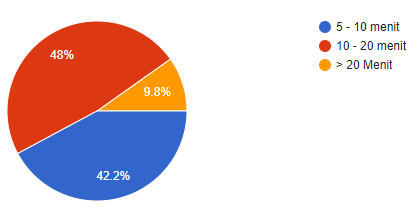 5 - 10 menit
10 - 20 menit
> 20 Menit
48%
9.8%
42.2%